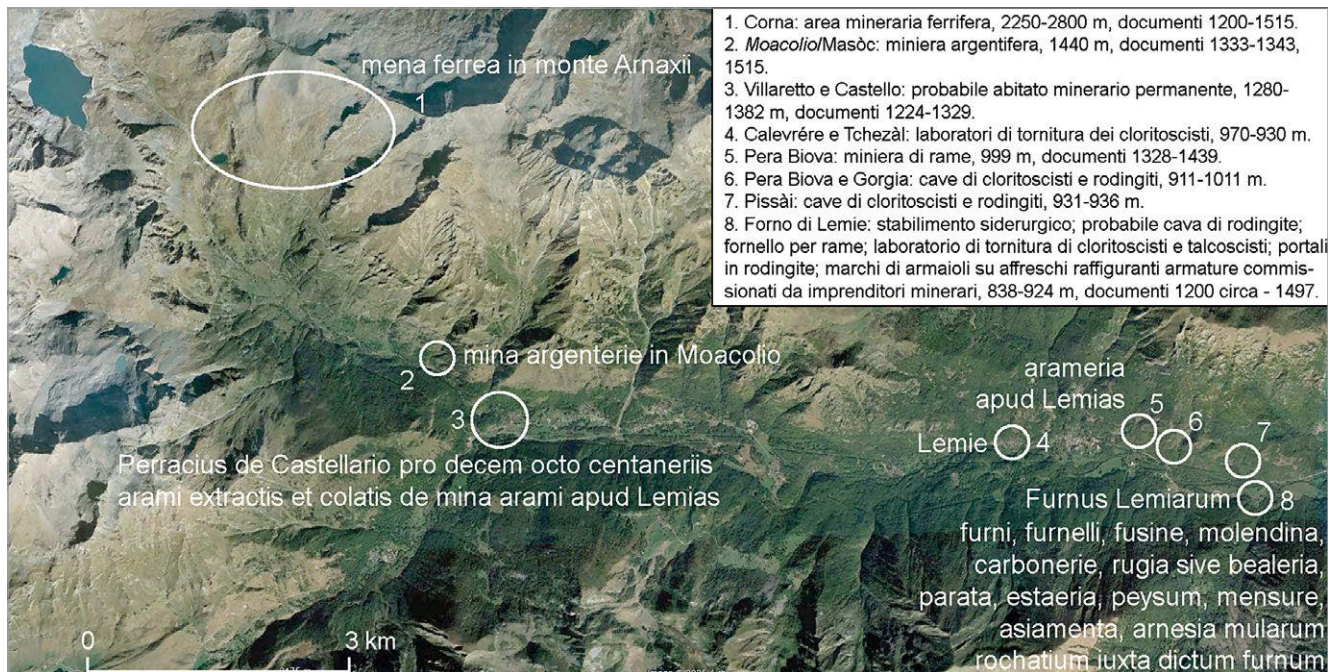 1. Corna: area mineraria ferrifera, 2250-2800 m, documenti 1200-1515.
2. Moacolio/Masòc: miniera argentifera, 1440 m, documenti 1333-1343,
1515.
3. Villaretto e Castello: probabile abitato minerario permanente, 1280-
1382 m, documenti 1224-1329.
4. Calevrére e Tchezàl: laboratori di tornitura dei cloritoscisti, 970-930 m.
5. Pera Biova: miniera di rame, 999 m, documenti 1328-1439.
6. Pera Biova e Gorgia: cave di cloritoscisti e rodingiti, 911-1011 m.
7. Pissài: cave di cloritoscisti e rodingiti, 931-936 m.
8. Forno di Lemie: stabilimento siderurgico; probabile cava di rodingite;
fornello per rame; laboratorio di tornitura di cloritoscisti e talcoscisti; portali
in rodingite; marchi di armaioli su affreschi raffiguranti armature commis-
sionati da imprenditori minerari, 838-924 m, documenti 1200 circa - 1497.
mena ferrea in monte Arnaxii
1
mina argenterie in Moacolio
2
3
Perracius de Castellario pro decem octo centaneriis
arami extractis et colatis de mina arami apud Lemias
arameria
apud Lemias
5
6
Lemie
4
7
Furnus Lemiarum
8
furni, furnelli, fusine, molendina,
carbonerie, rugia sive bealeria,
parata, estaeria, peysum, mensure,
asiamenta, arnesia mularum
rochatium iuxta dictum furnum
0
3 km